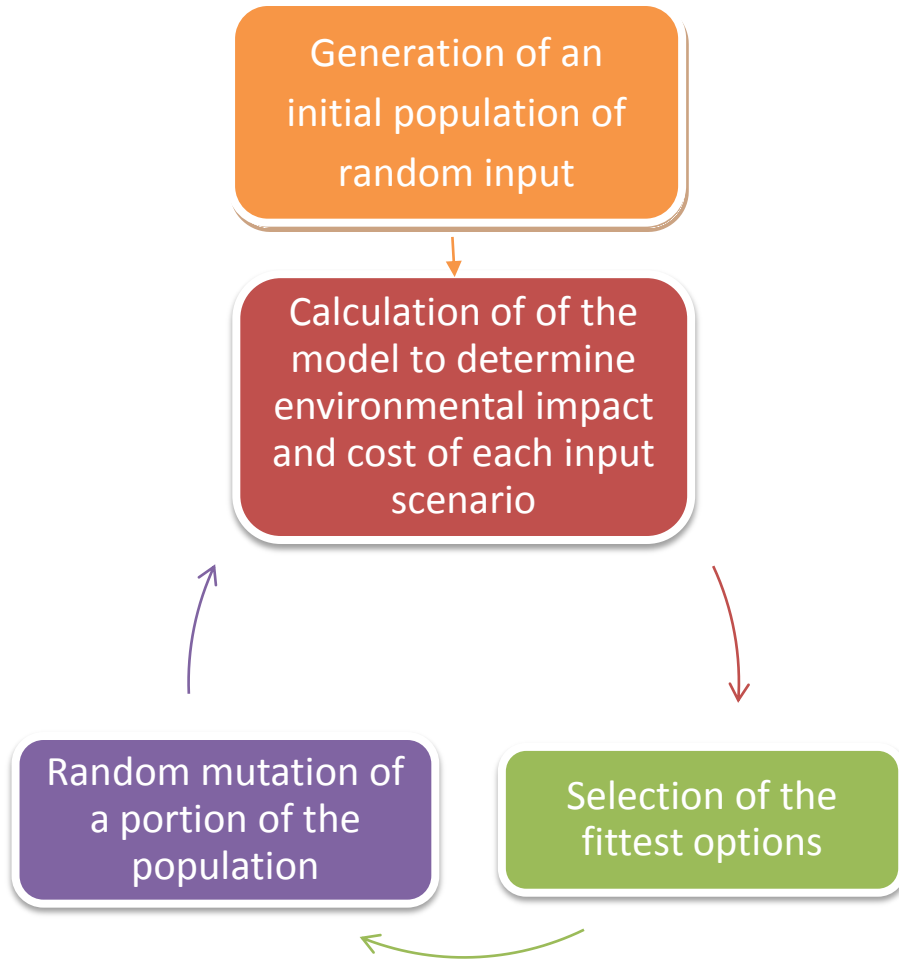 Generation of an
initial population of
random input
Calculation of of the
model to determine
environmental impact
and cost of each input
scenario
Random mutation of
a portion of the
population
Selection of the
fittest options